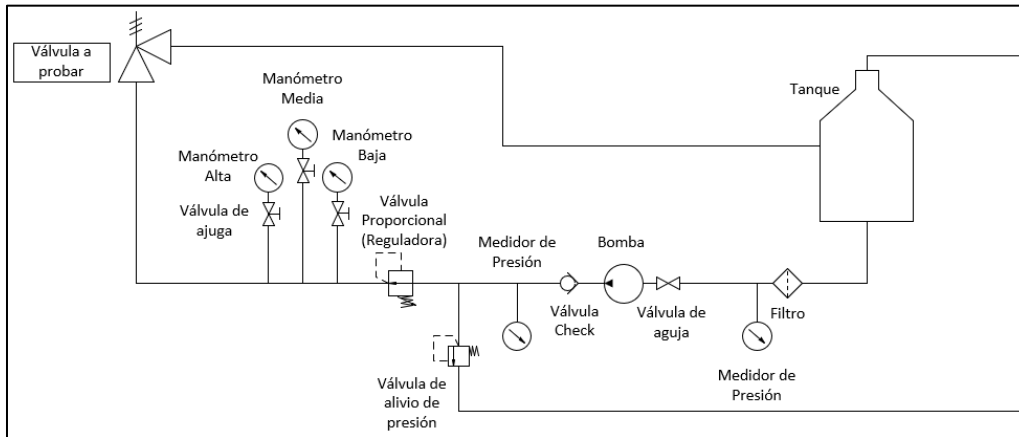 Válvula a
probar
Manómetro
Media
Tanque
Manómetro
Alta
Manómetro
Baja
Válvula de
ajuga
Válvula
Proporcional
(Reguladora)
Medidor de
Presión
Bomba
Válvula
Check
Válvula de
aguja
Filtro
Medidor de
Presión
Válvula de
alivio de
presión